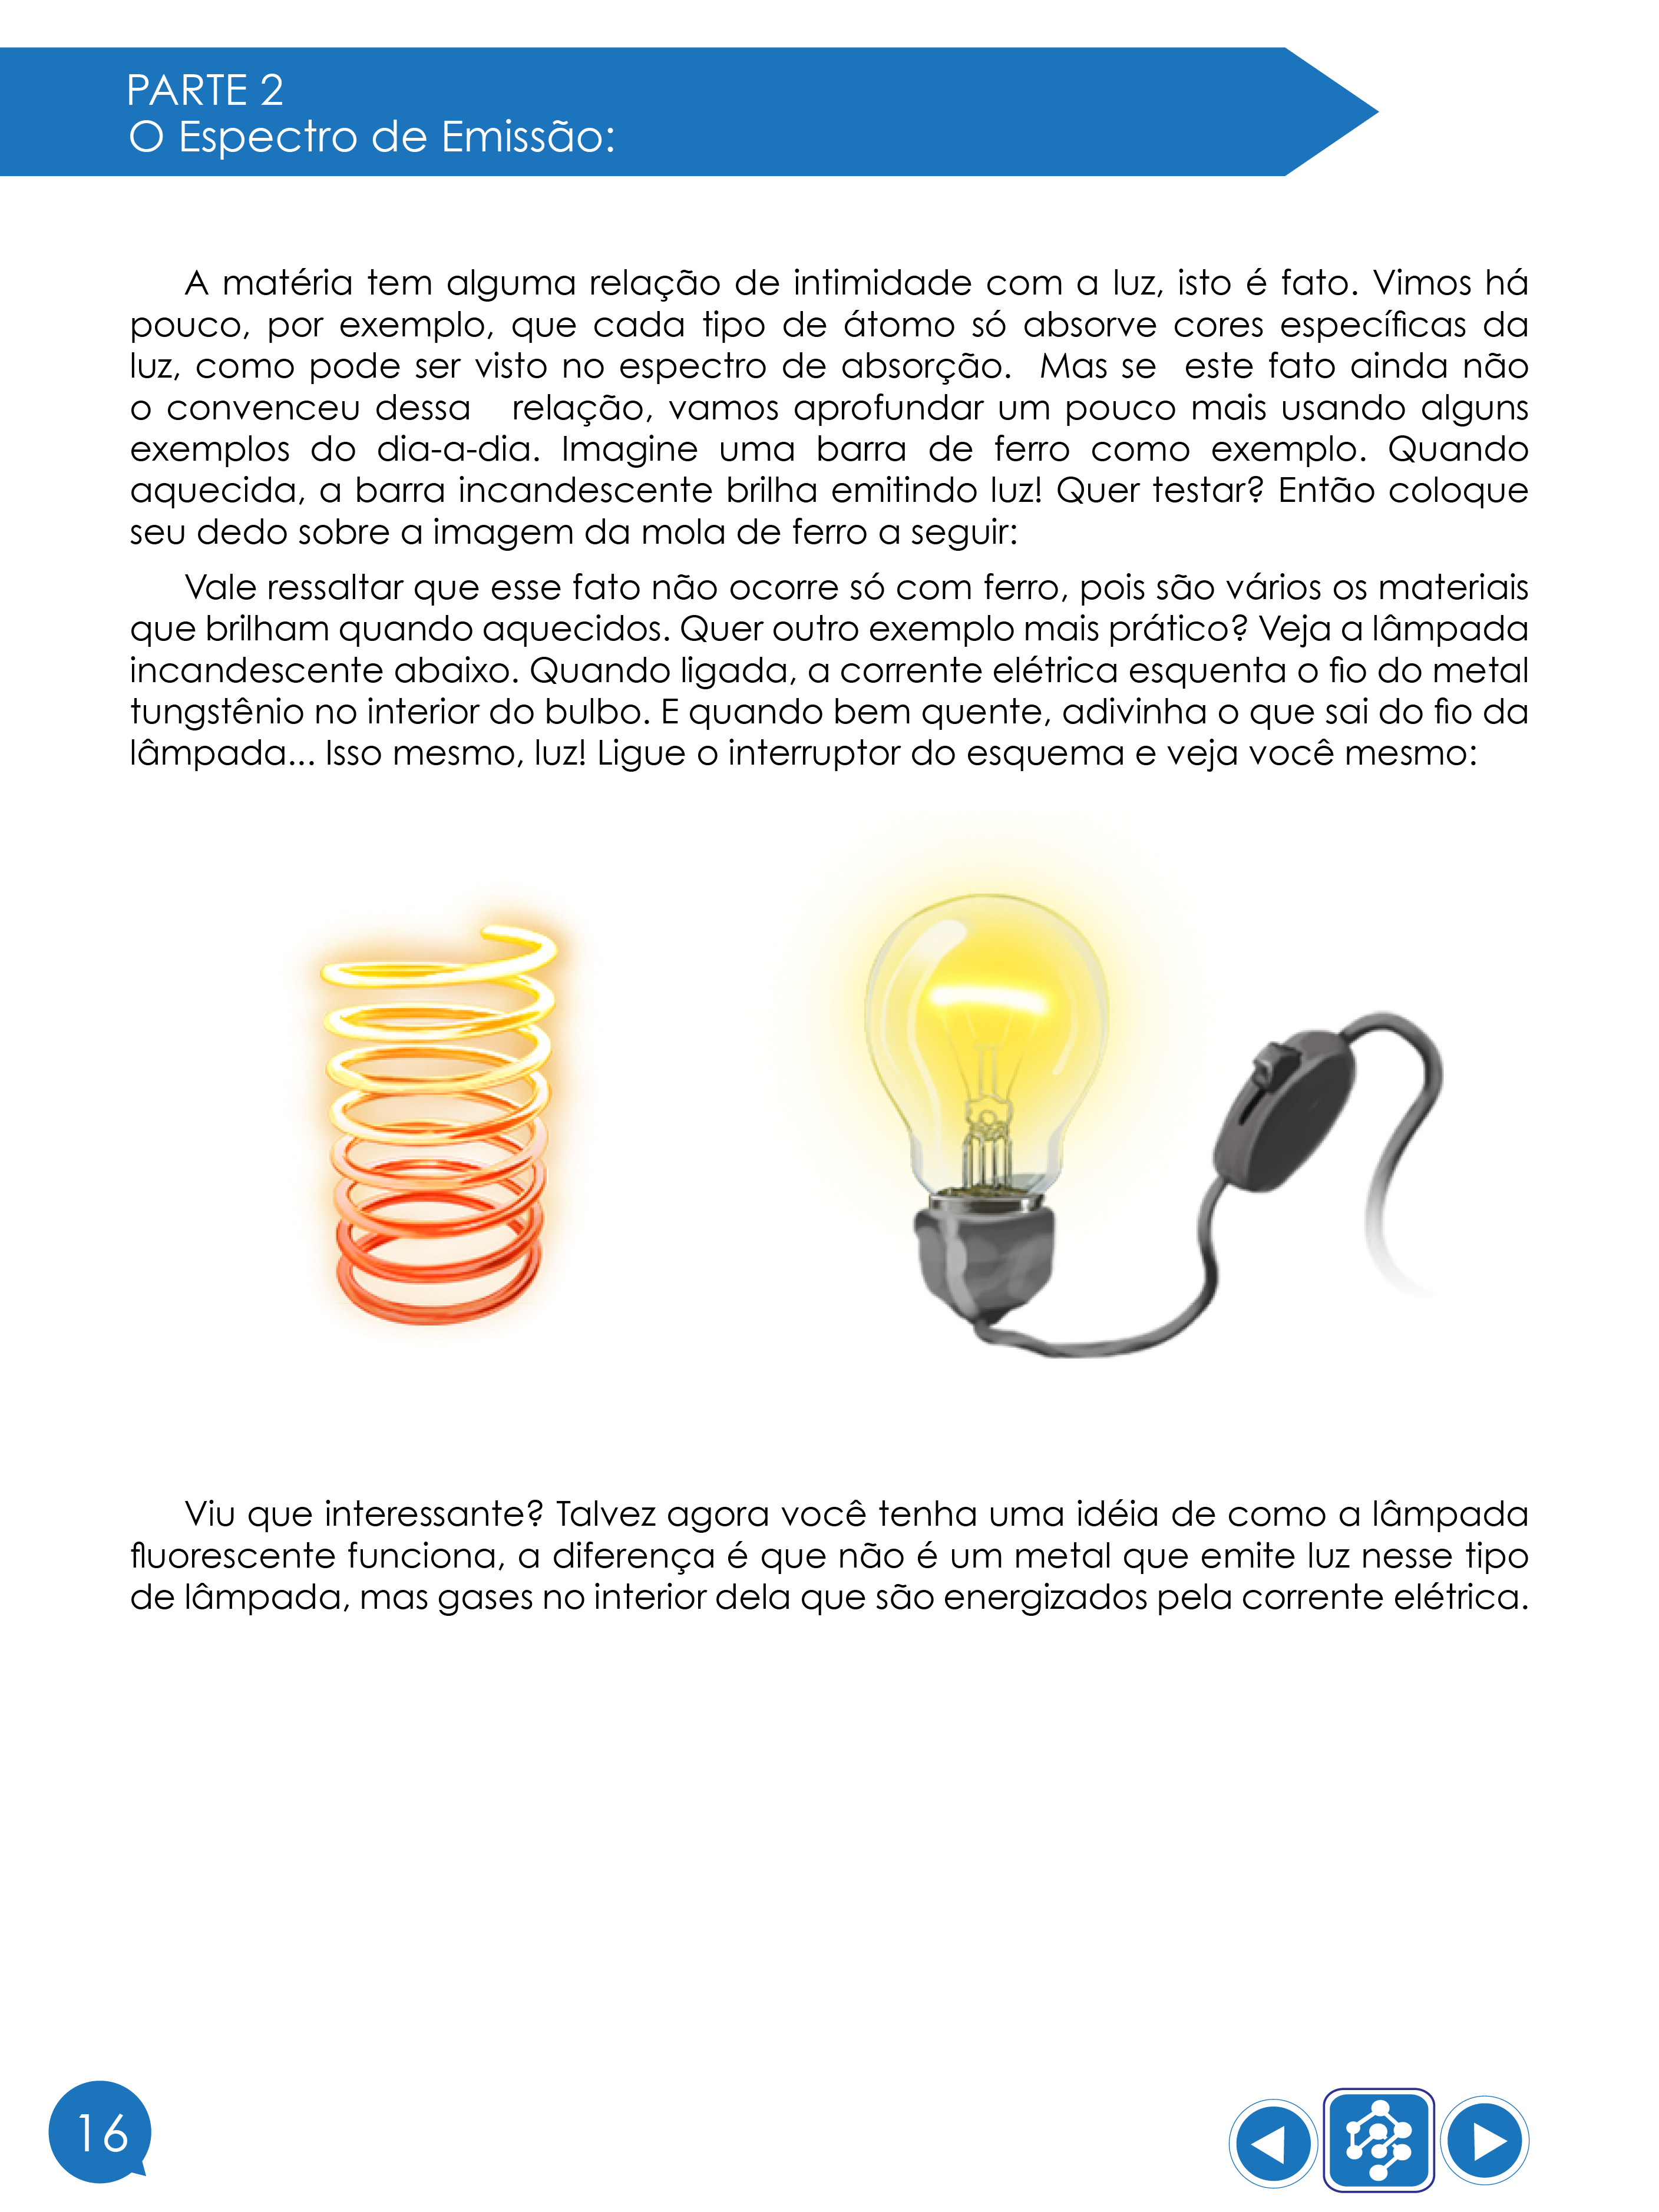 PARTE 2
O Espectro de Emissão:
A matéria tem alguma relação de intimidade com a luz, isto é fato. Vimos há
pouco, por exemplo, que cada tipo de átomo só absorve cores específicas da
luz, como pode ser visto no espectro de absorção. Mas se este fato ainda não
o convenceu dessa relação, vamos aprofundar um pouco mais usando alguns
exemplos do dia-a-dia. Imagine uma barra de ferro como exemplo. Quando
aquecida, a barra incandescente brilha emitindo luz! Quer testar? Então coloque
seu dedo sobre a imagem da mola de ferro a seguir:
Vale ressaltar que esse fato não ocorre só com ferro, pois são vários os materiais
que brilham quando aquecidos. Quer outro exemplo mais prático? Veja a lâmpada
incandescente abaixo. Quando ligada, a corrente elétrica esquenta o fio do metal
tungstênio no interior do bulbo. E quando bem quente, adivinha o que sai do fio da
lâmpada... Isso mesmo, luz! Ligue o interruptor do esquema e veja você mesmo:
Viu que interessante? Talvez agora você tenha uma idéia de como a lâmpada
fluorescente funciona, a diferença é que não é um metal que emite luz nesse tipo
de lâmpada, mas gases no interior dela que são energizados pela corrente elétrica.
16